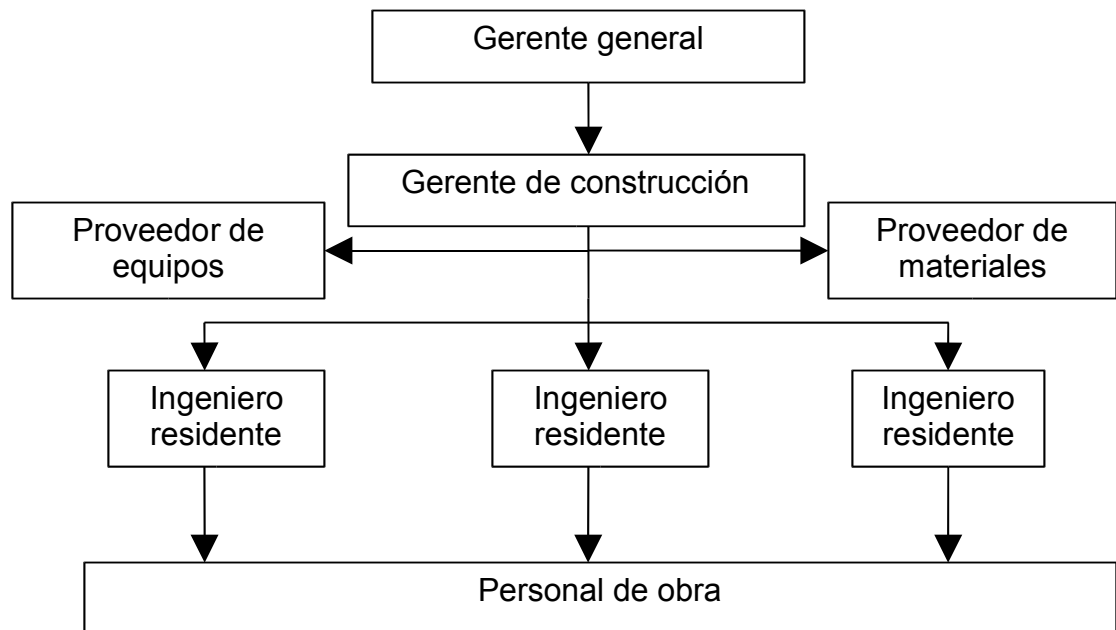 Gerente general
Gerente de construcción
Proveedor de
equipos
Proveedor de
materiales
Ingeniero
residente
Ingeniero
residente
Ingeniero
residente
Personal de obra